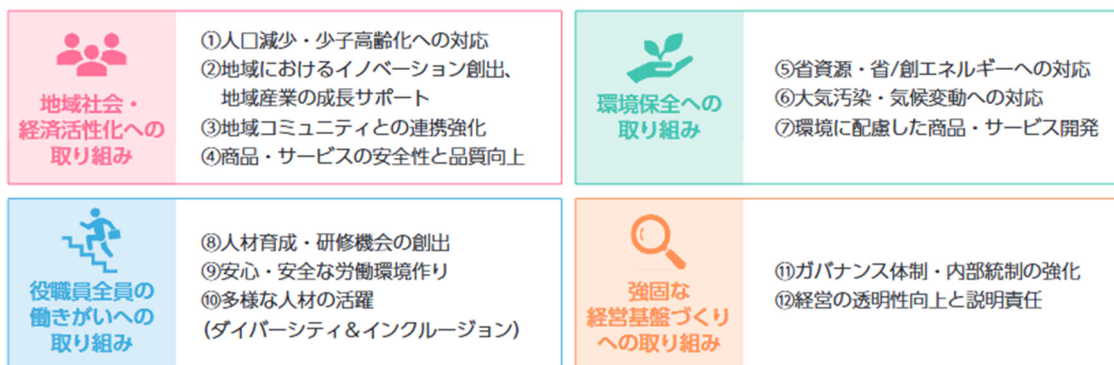 地域社会・
経済活性化への
取り組み
①人口減少・少子高齢化への対応
②地域におけるイノベーション創出、
地域産業の成長サポート
③地域コミュニティとの連携強化
④商品・サービスの安全性と品質向上
環境保全への
取り組み
⑤省資源・省/創エネルギーへの対応
⑥大気汚染・気候変動への対応
⑦環境に配慮した商品・サービス開発
役職員全員の
働きがいへの
取り組み
⑧人材育成・研修機会の創出
⑨安心・安全な労働環境作り
⑩多様な人材の活躍
(ダイバーシティ＆インクルージョン)
強固な
経営基盤づくり
への取り組み
⑪ガバナンス体制・内部統制の強化
⑫経営の透明性向上と説明責任